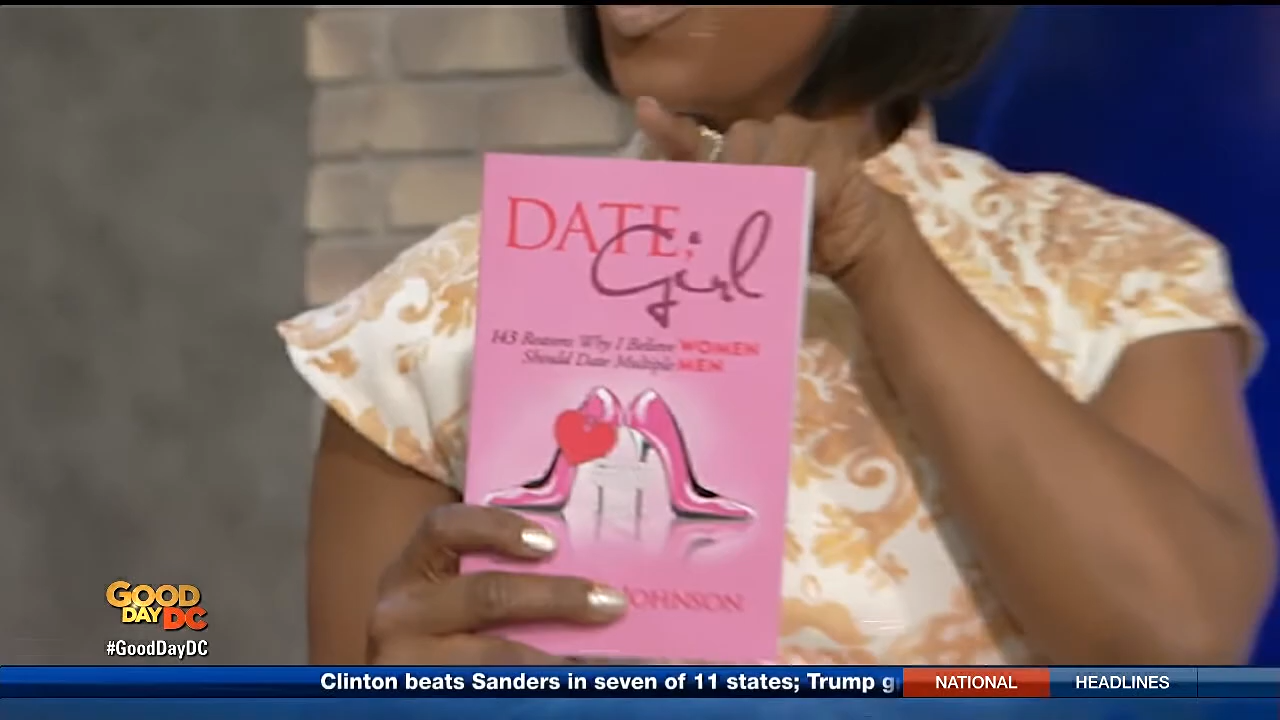 DATE,
Girl
143 Reasons Why I Believe WOMEN
Should Date Multiple MEN
JOHNSON
GOOD
DAY DC
#GoodDayDC
Clinton beats Sanders in seven of 11 states; Trump g
NATIONAL
HEADLINES